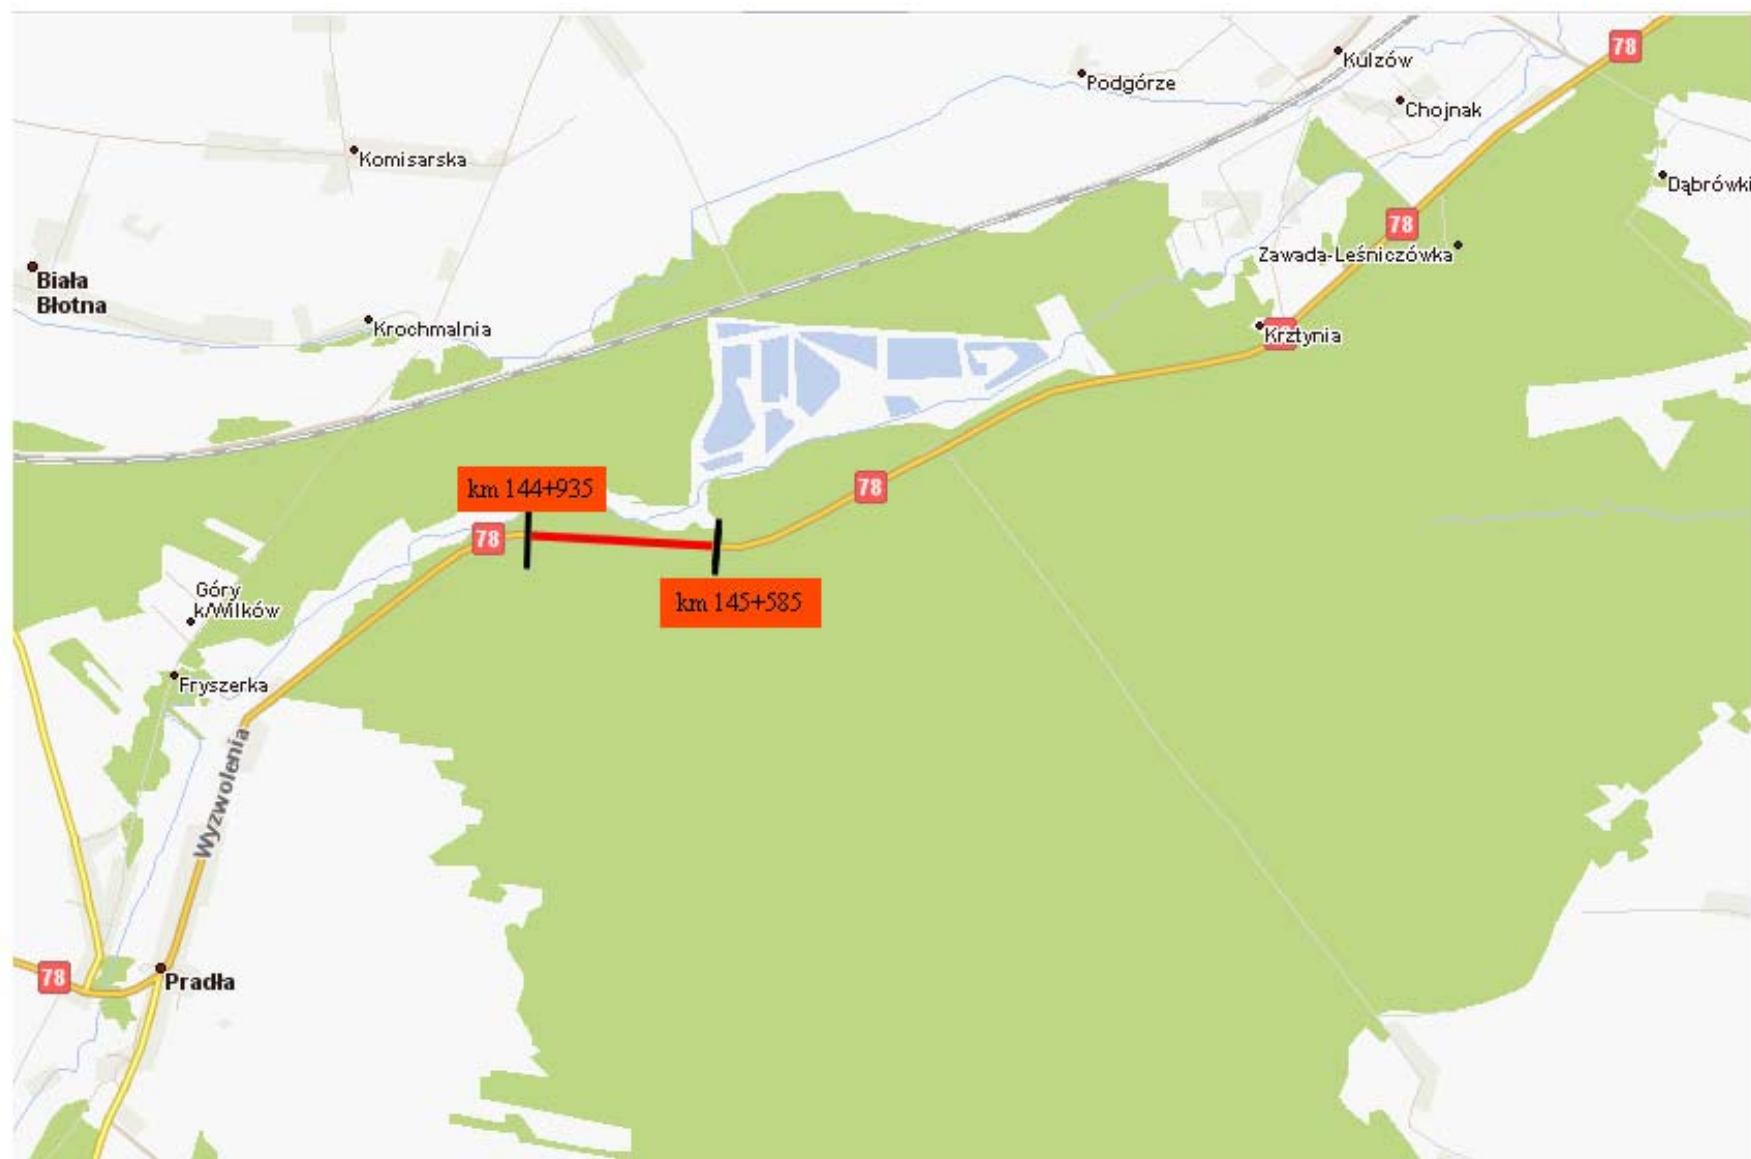 78
Kulzów
Podgórze
Chojnak
Komisarska
Dąbrówki
78
Zawada-Leśniczówka
Biała
Błotna
Krochmalnia
Krztynia
km 144+935
78
78
Góry
k/Wilków
km 145+585
Fryszerka
Wyzwolenia
78
Pradła